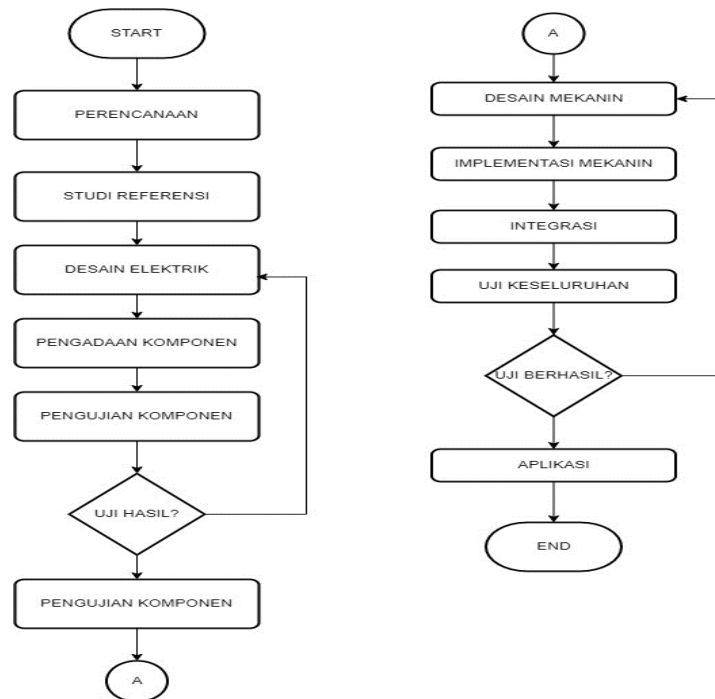 START
PERENCANAAN
STUDI REFERENSI
DESAIN ELEKTRIK
PENGADAAN KOMPONEN
PENGUJIAN KOMPONEN
UJI HASIL?
PENGUJIAN KOMPONEN
A
A
DESAIN MEKANIN
IMPLEMENTASI MEKANIN
INTEGRASI
UJI KESELURUHAN
UJI BERHASIL?
APLIKASI
END